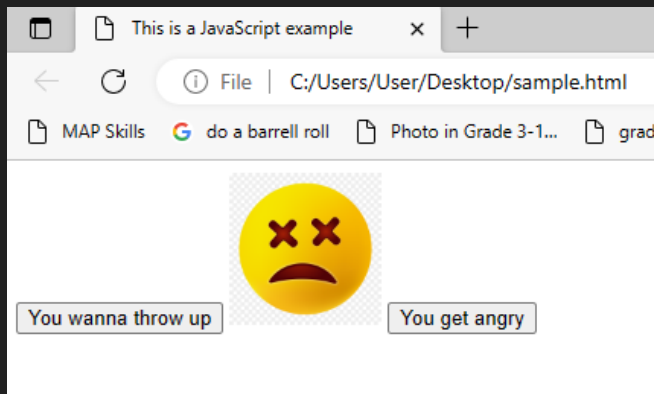 This is a JavaScript example
File | C:/Users/User/Desktop/sample.html
MAP Skills do a barrell roll Photo in Grade 3-1... grad
You wanna throw up You get angry